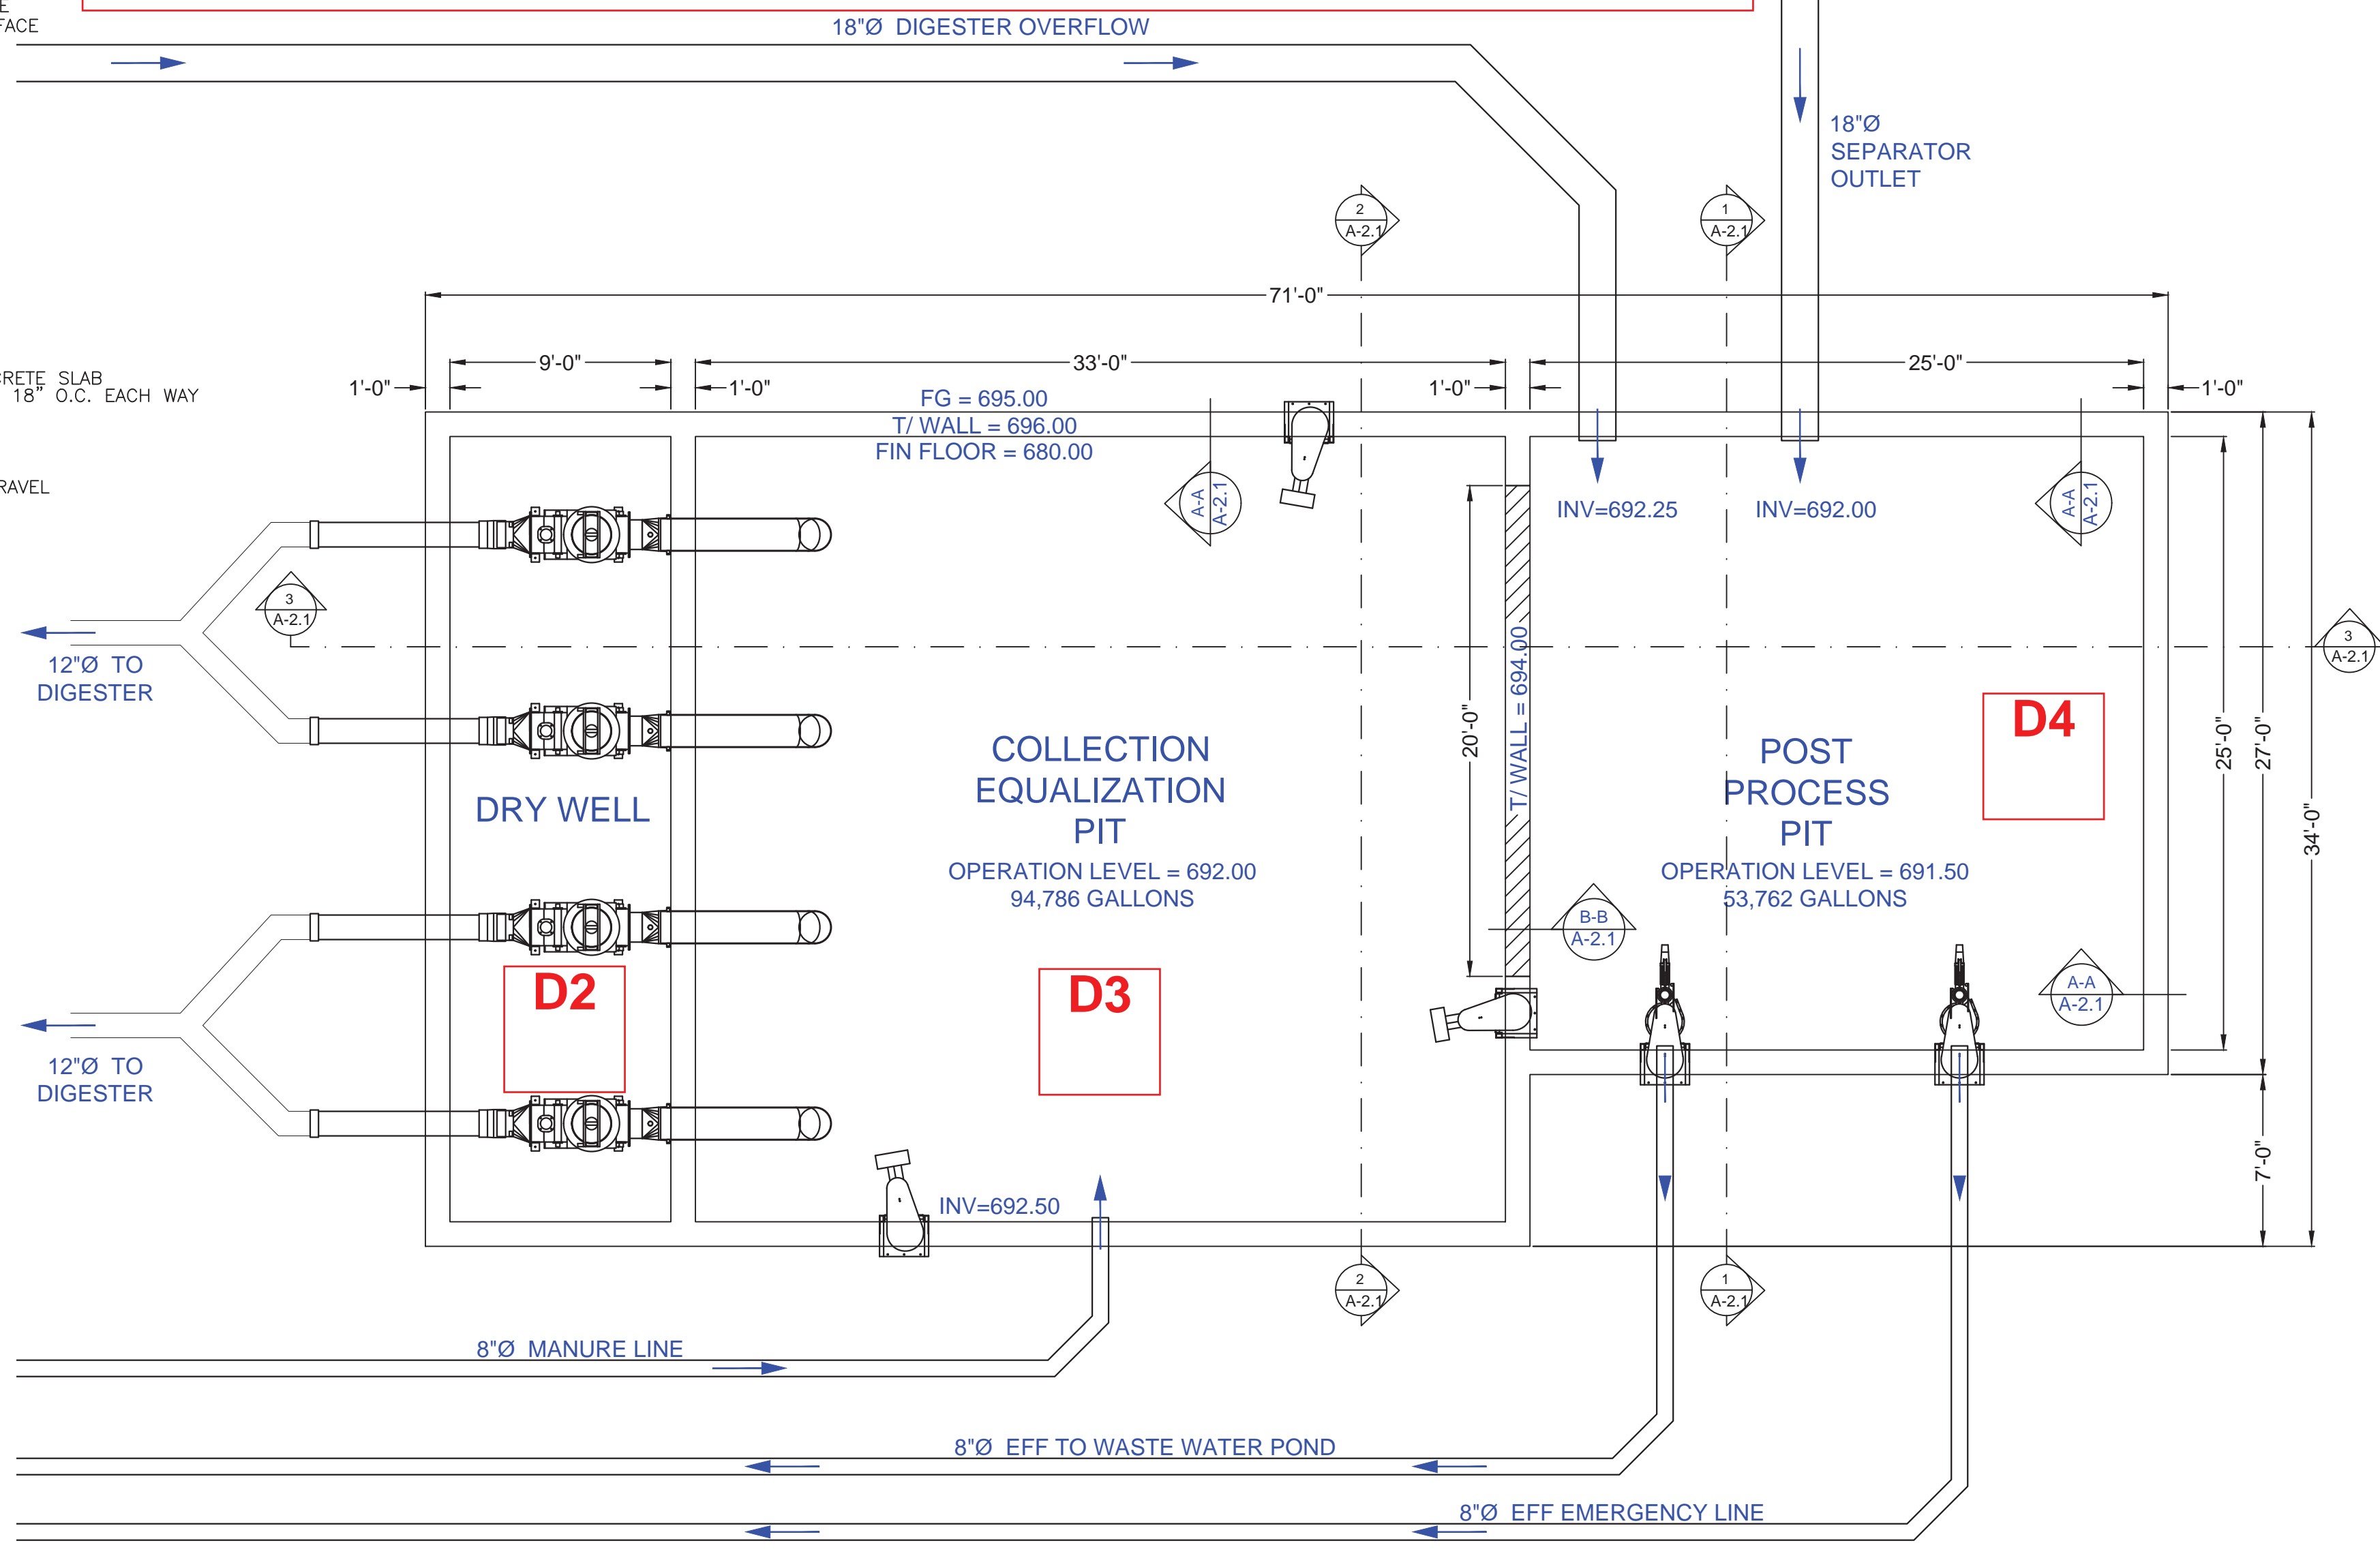 E
FACE
18"Ø DIGESTER OVERFLOW
18"Ø
SEPARATOR
OUTLET
2
A-2.1
1
A-2.1
71'-0"
9'-0"
33'-0"
25'-0"
1'-0"
1'-0"
1'-0"
1'-0"
CRETE SLAB
18" O.C. EACH WAY
RAVEL
FG = 695.00
T/ WALL = 696.00
FIN FLOOR = 680.00
A-A
A-2.1
INV=692.25
INV=692.00
A-A
A-2.1
3
A-2.1
3
A-2.1
12"Ø TO
DIGESTER
T/ WALL = 694.00
20'-0"
DRY WELL
COLLECTION
EQUALIZATION
PIT
OPERATION LEVEL = 692.00
94,786 GALLONS
POST
PROCESS
PIT
OPERATION LEVEL = 691.50
53,762 GALLONS
D4
25'-0"
27'-0"
34'-0"
B-B
A-2.1
A-A
A-2.1
D2
D3
12"Ø TO
DIGESTER
7'-0"
INV=692.50
2
A-2.1
1
A-2.1
8"Ø MANURE LINE
8"Ø EFF TO WASTE WATER POND
8"Ø EFF EMERGENCY LINE